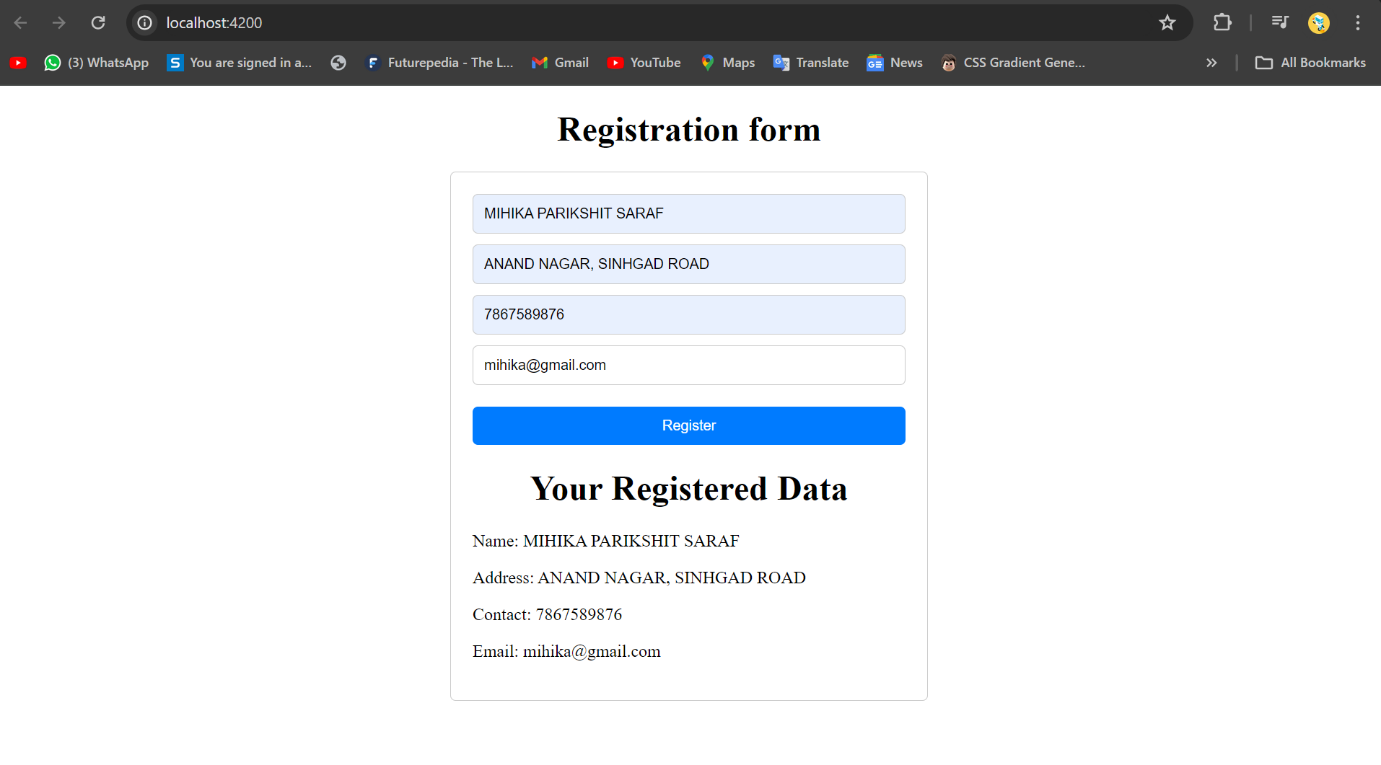 localhost:4200
(3) WhatsApp
S
You are signed in a...
F
Futurepedia - The L...
Gmail
YouTube
Maps
Translate
GE
News
CSS Gradient Gene...
»
All Bookmarks
Registration form
MIHIKA PARIKSHIT SARAF
ANAND NAGAR, SINHGAD ROAD
7867589876
mihika@gmail.com
Register
Your Registered Data
Name: MIHIKA PARIKSHIT SARAF
Address: ANAND NAGAR, SINHGAD ROAD
Contact: 7867589876
Email: mihika@gmail.com